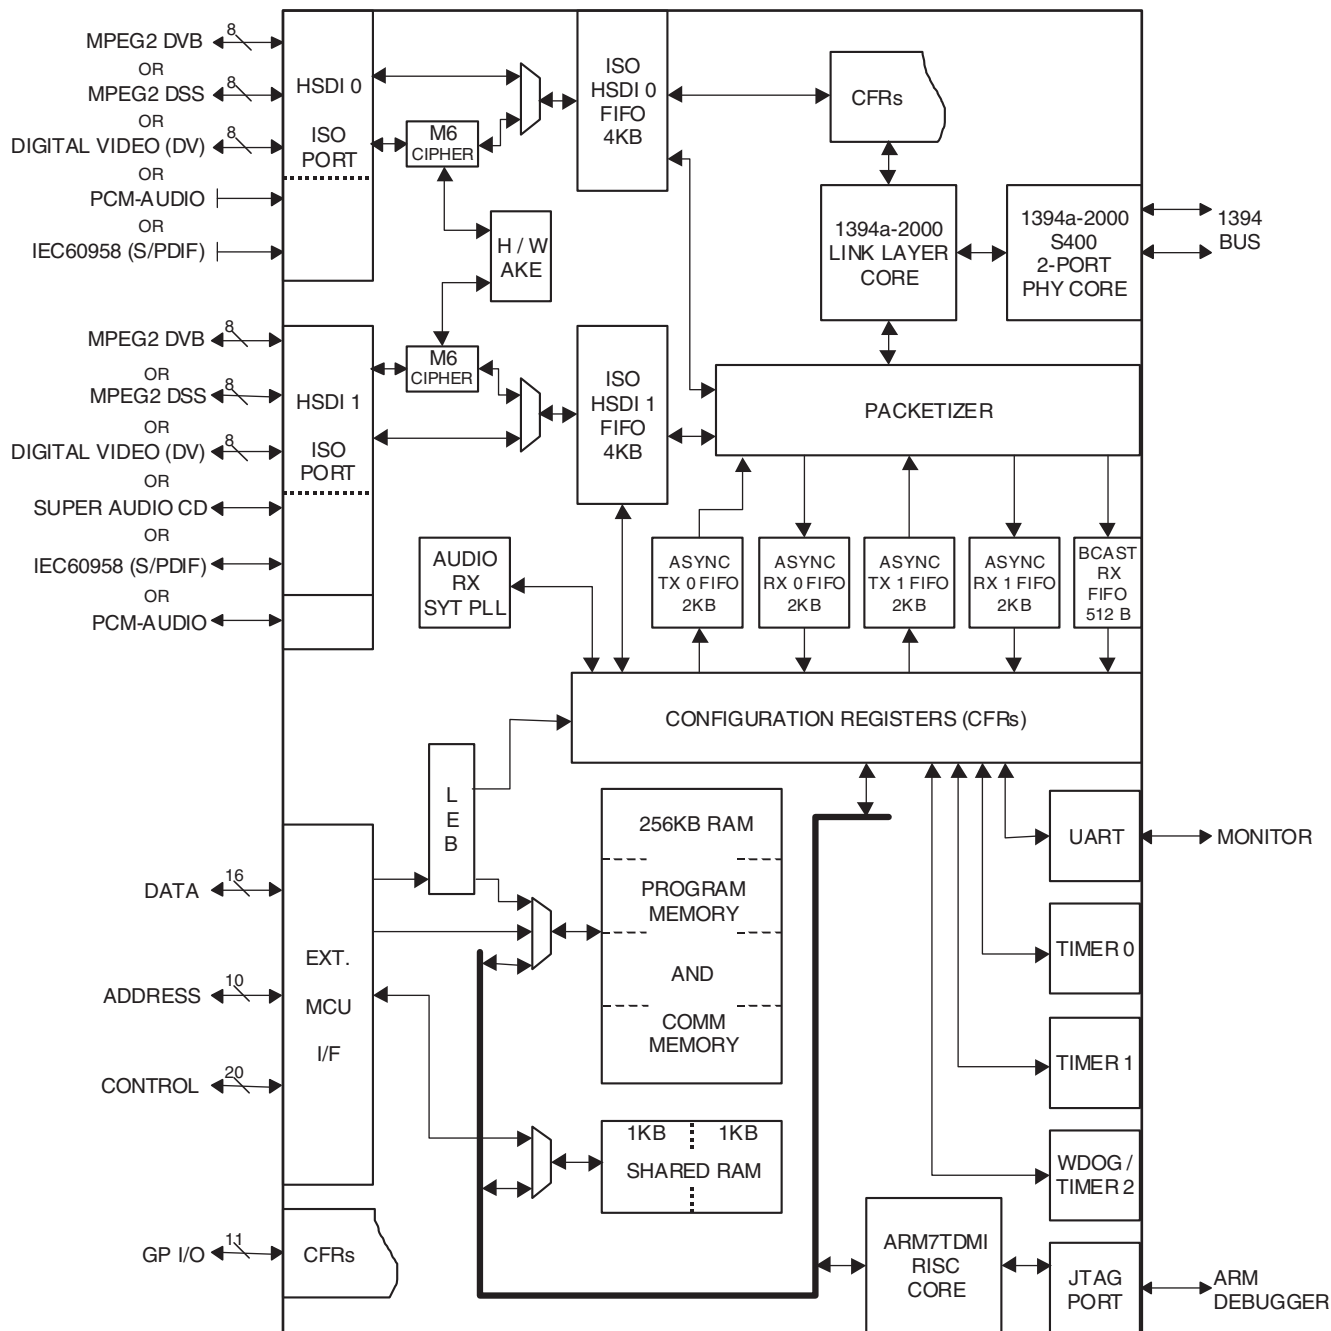 MPEG2 DVB
8
OR
MPEG2 DSS
8
OR
DIGITAL VIDEO (DV)
8
OR
PCM-AUDIO
OR
IEC60958 (S/PDIF)
HSDI 0
ISO
PORT
M6
CIPHER
ISO
HSDI 0
FIFO
4KB
CFRs
H / W
AKE
1394a-2000
LINK LAYER
CORE
1394a-2000
S400
2-PORT
PHY CORE
1394
BUS
MPEG2 DVB
8
OR
MPEG2 DSS
8
OR
DIGITAL VIDEO (DV)
8
OR
SUPER AUDIO CD
OR
IEC60958 (S/PDIF)
OR
PCM-AUDIO
HSDI 1
ISO
PORT
M6
CIPHER
ISO
HSDI 1
FIFO
4KB
PACKETIZER
AUDIO
RX
SYT PLL
ASYNC
TX 0 FIFO
2KB
ASYNC
RX 0 FIFO
2KB
ASYNC
TX 1 FIFO
2KB
ASYNC
RX 1 FIFO
2KB
BCAST
RX
FIFO
512 B
CONFIGURATION REGISTERS (CFRs)
L
E
B
256KB RAM
PROGRAM
MEMORY
AND
COMM
MEMORY
UART
MONITOR
DATA
16
ADDRESS
10
CONTROL
20
EXT.
MCU
I/F
TIMER 0
TIMER 1
1KB
1KB
SHARED RAM
WDOG /
TIMER 2
GP I/O
11
CFRs
ARM7TDMI
RISC
CORE
JTAG
PORT
ARM
DEBUGGER